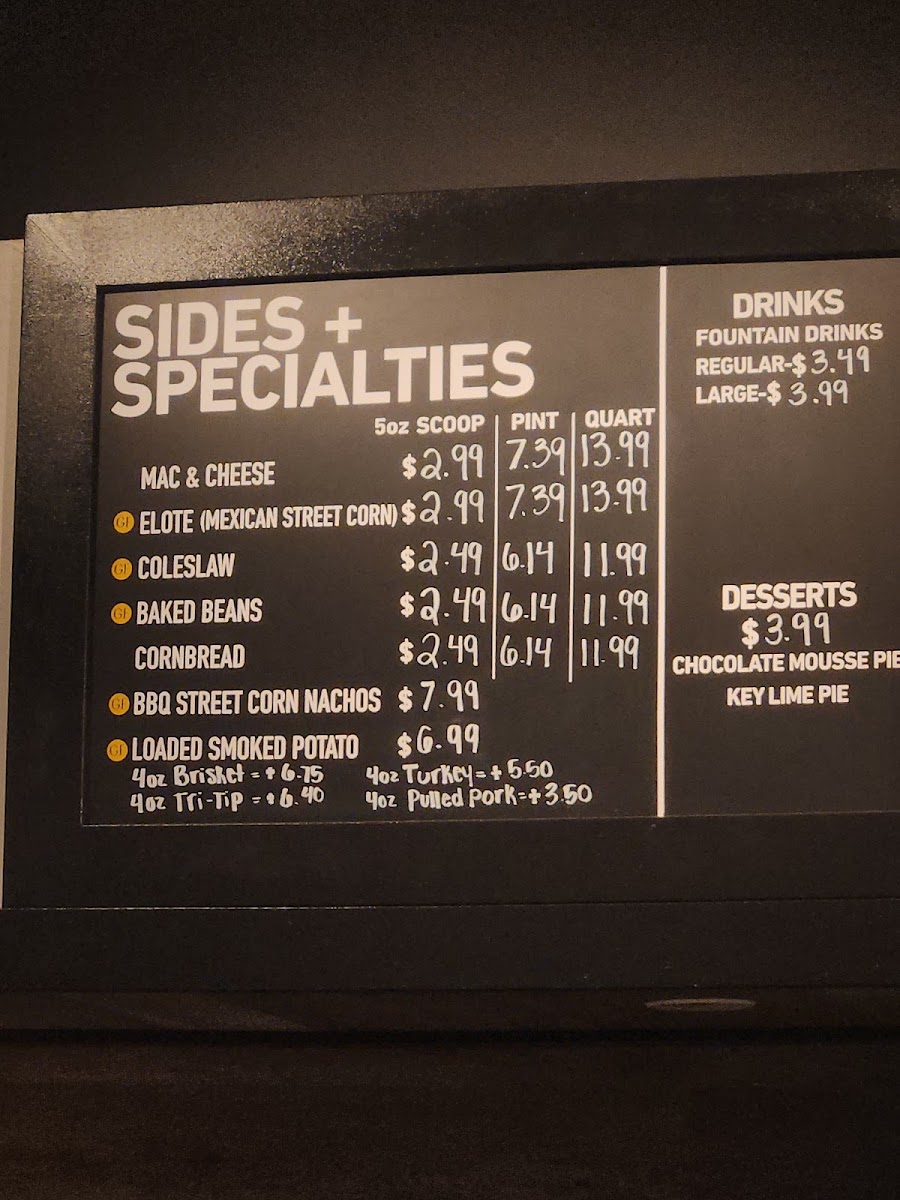 SIDES +
SPECIALTIES
5oz SCOOP PINT QUART
MAC & CHEESE $2.99 7.39 13.99
GF ELOTE (MEXICAN STREET CORN) $2.99 7.39 13.99
GF COLESLAW $2.49 6.14 11.99
GF BAKED BEANS $2.49 6.14 11.99
CORNBREAD $2.49 6.14 11.99
GF BBQ STREET CORN NACHOS $7.99
GF LOADED SMOKED POTATO $6.99
4oz Brisket = + 6.75 4oz Turkey = + 5.50
4oz Tri-Tip = + 6.40 4oz Pulled Pork = + 3.50
DRINKS
FOUNTAIN DRINKS
REGULAR-$3.49
LARGE-$3.99
DESSERTS
$3.99
CHOCOLATE MOUSSE PIE
KEY LIME PIE